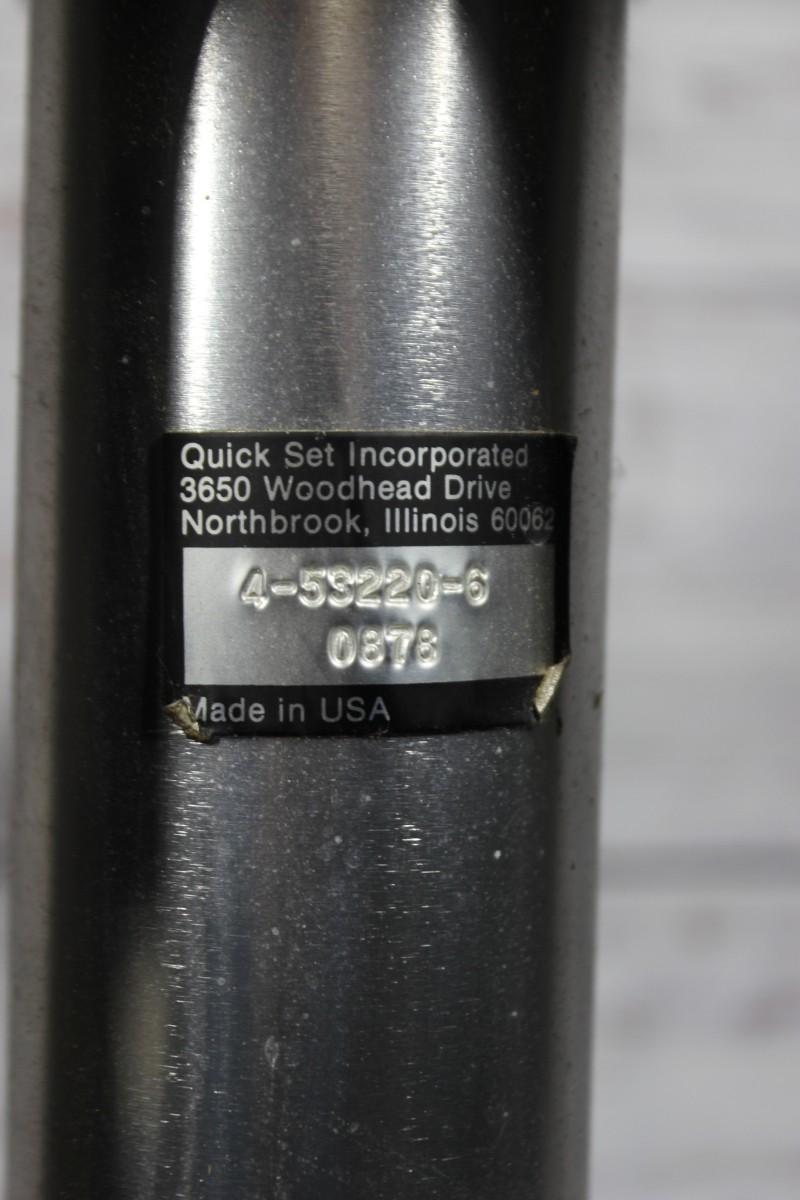 Quick Set Incorporated
3650 Woodhead Drive
Northbrook, Illinois 60062
4-53220-6
0878
Made in USA